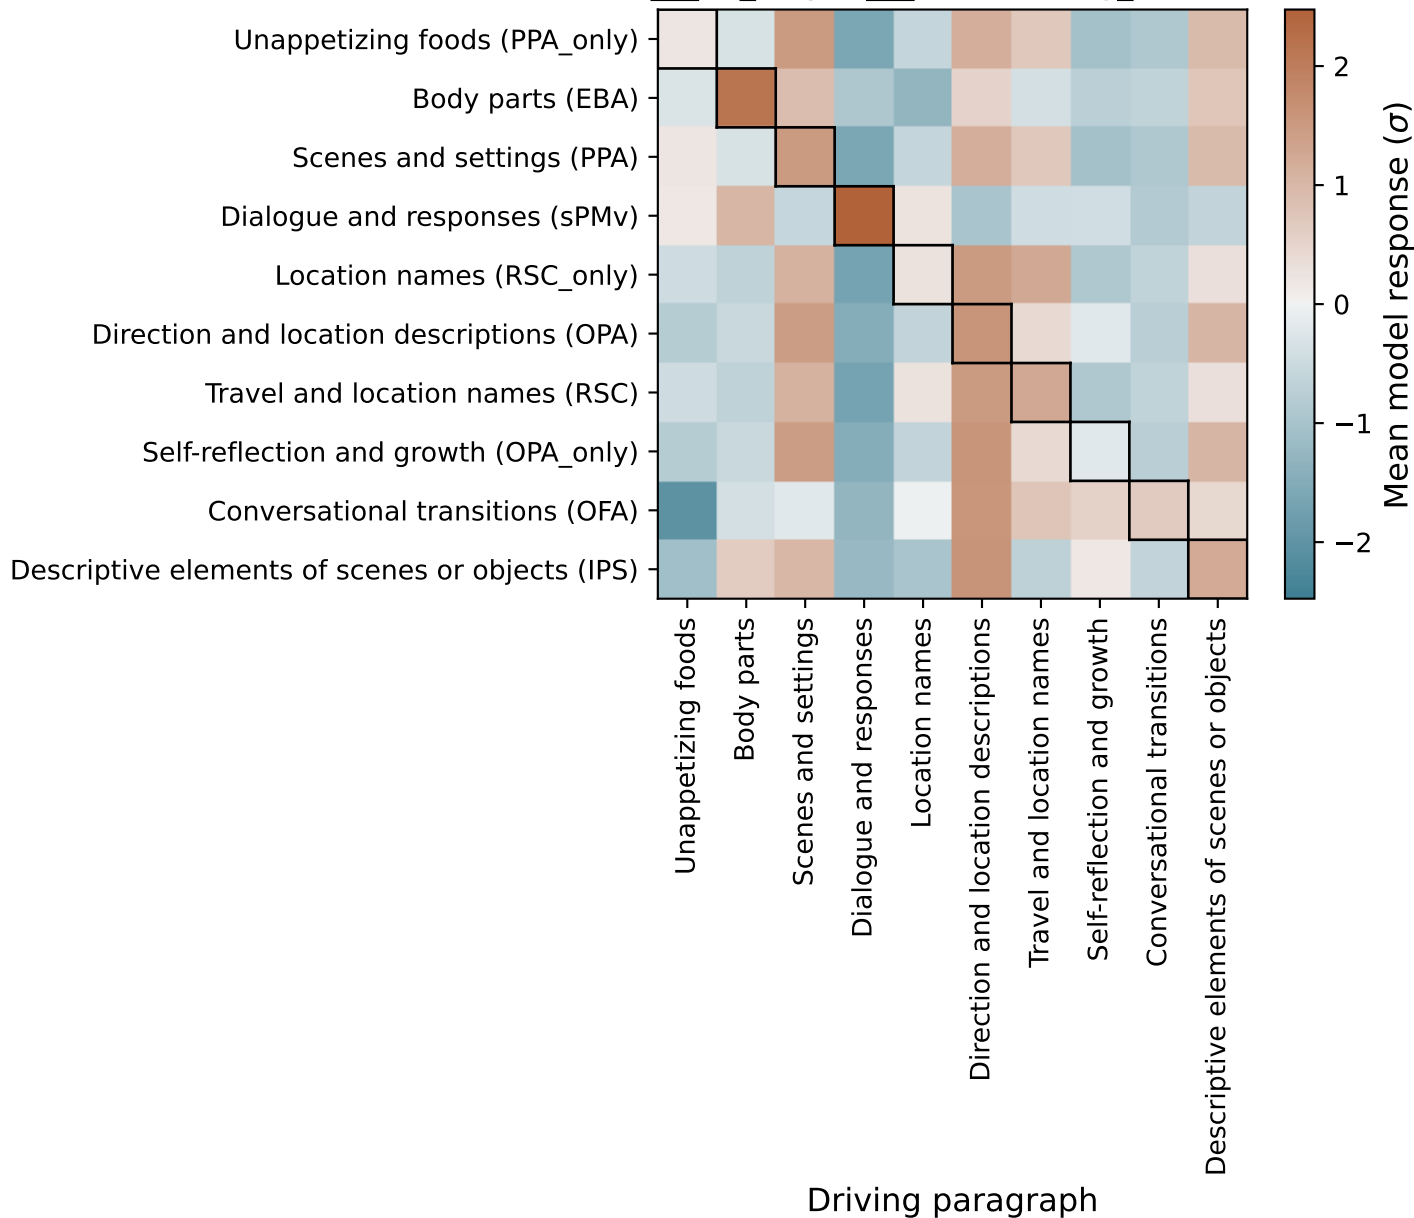 Unappetizing foods (PPA_only)
Body parts (EBA)
Scenes and settings (PPA)
Dialogue and responses (sPMv)
Location names (RSC_only)
Direction and location descriptions (OPA)
Travel and location names (RSC)
Self-reflection and growth (OPA_only)
Conversational transitions (OFA)
Descriptive elements of scenes or objects (IPS)
Unappetizing foods
Body parts
Scenes and settings
Dialogue and responses
Location names
Direction and location descriptions
Travel and location names
Self-reflection and growth
Conversational transitions
Descriptive elements of scenes or objects
Driving paragraph
2
1
0
−1
−2
Mean model response (σ)